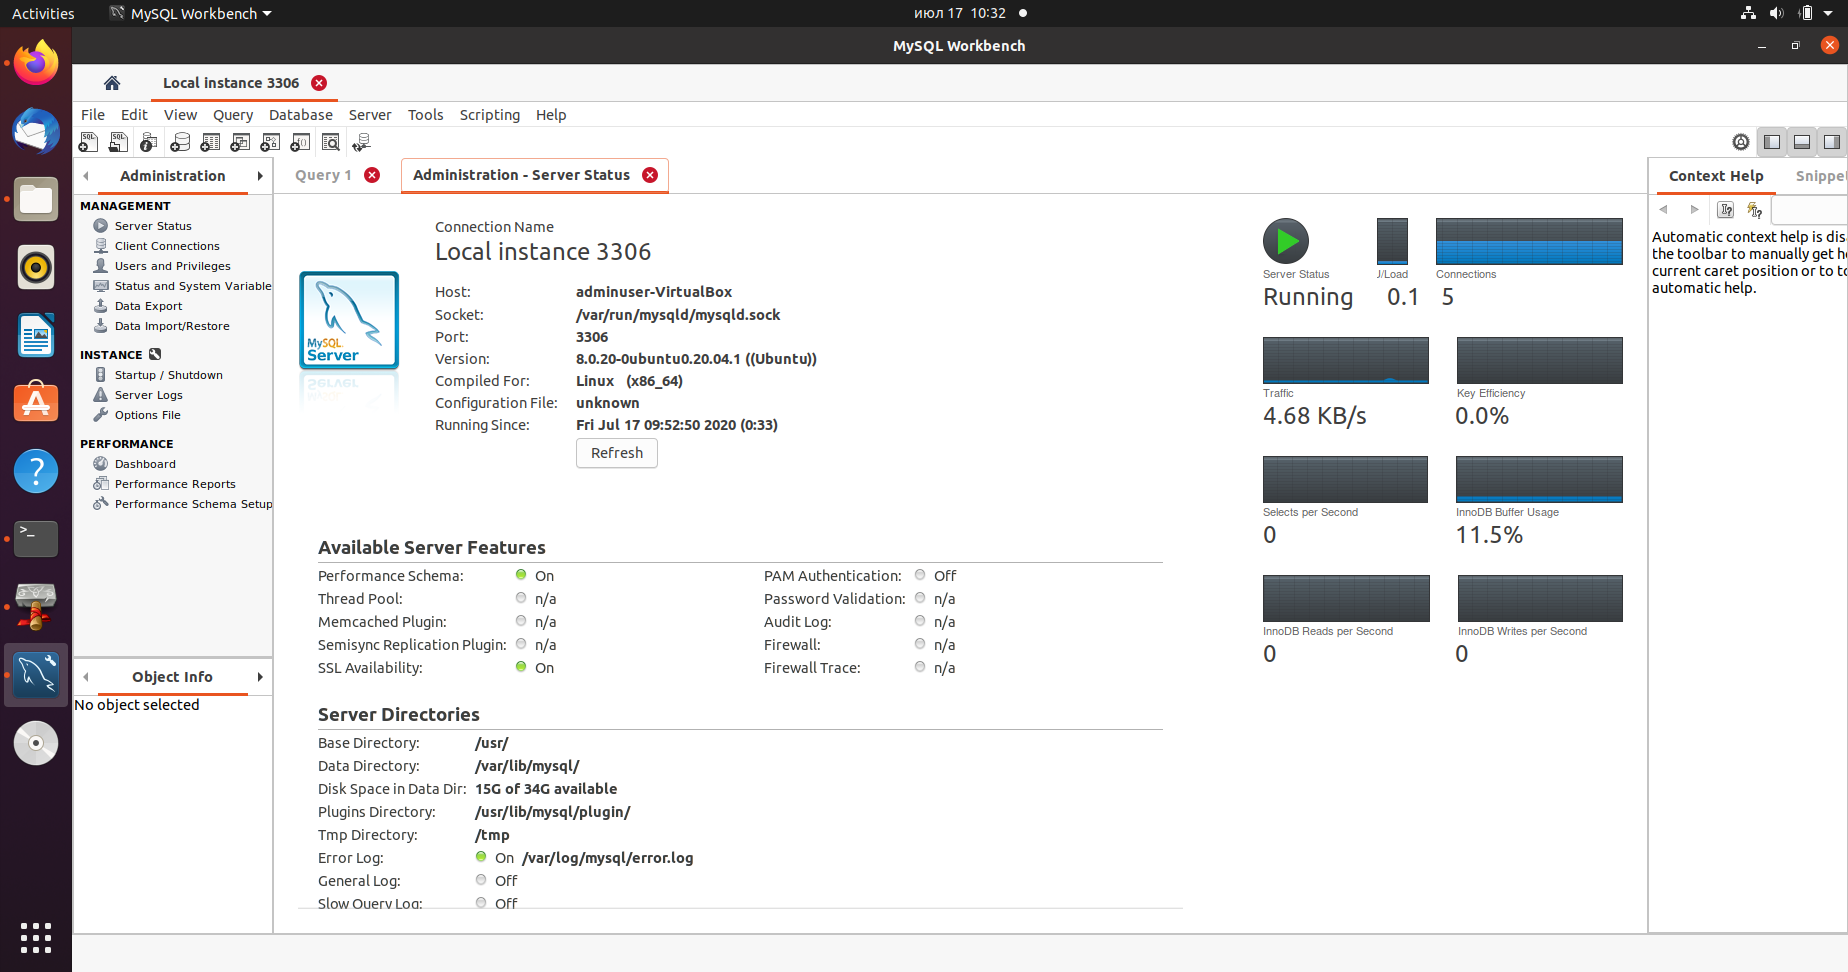 Activities
MySQL Workbench
июл 17 10:32
MySQL Workbench
Local instance 3306
File Edit View Query Database Server Tools Scripting Help
Administration
MANAGEMENT
Server Status
Client Connections
Users and Privileges
Status and System Variable
Data Export
Data Import/Restore
INSTANCE
Startup / Shutdown
Server Logs
Options File
PERFORMANCE
Dashboard
Performance Reports
Performance Schema Setup
Object Info
No object selected
Query 1
Administration - Server Status
MySQL
Server
Connection Name
Local instance 3306
Host: adminuser-VirtualBox
Socket: /var/run/mysqld/mysqld.sock
Port: 3306
Version: 8.0.20-0ubuntu0.20.04.1 ((Ubuntu))
Compiled For: Linux (x86_64)
Configuration File: unknown
Running Since: Fri Jul 17 09:52:50 2020 (0:33)
Refresh
Available Server Features
Performance Schema: On
Thread Pool: n/a
Memcached Plugin: n/a
Semisync Replication Plugin: n/a
SSL Availability: On
PAM Authentication: Off
Password Validation: n/a
Audit Log: n/a
Firewall: n/a
Firewall Trace: n/a
Server Directories
Base Directory: /usr/
Data Directory: /var/lib/mysql/
Disk Space in Data Dir: 15G of 34G available
Plugins Directory: /usr/lib/mysql/plugin/
Tmp Directory: /tmp
Error Log: On /var/log/mysql/error.log
General Log: Off
Slow Query Log: Off
Server Status
Running
/Load
0.1
Connections
5
Traffic
4.68 KB/s
Key Efficiency
0.0%
Selects per Second
0
InnoDB Buffer Usage
11.5%
InnoDB Reads per Second
0
InnoDB Writes per Second
0
Context Help
Snippet
Automatic context help is dis
the toolbar to manually get h
current caret position or to to
automatic help.